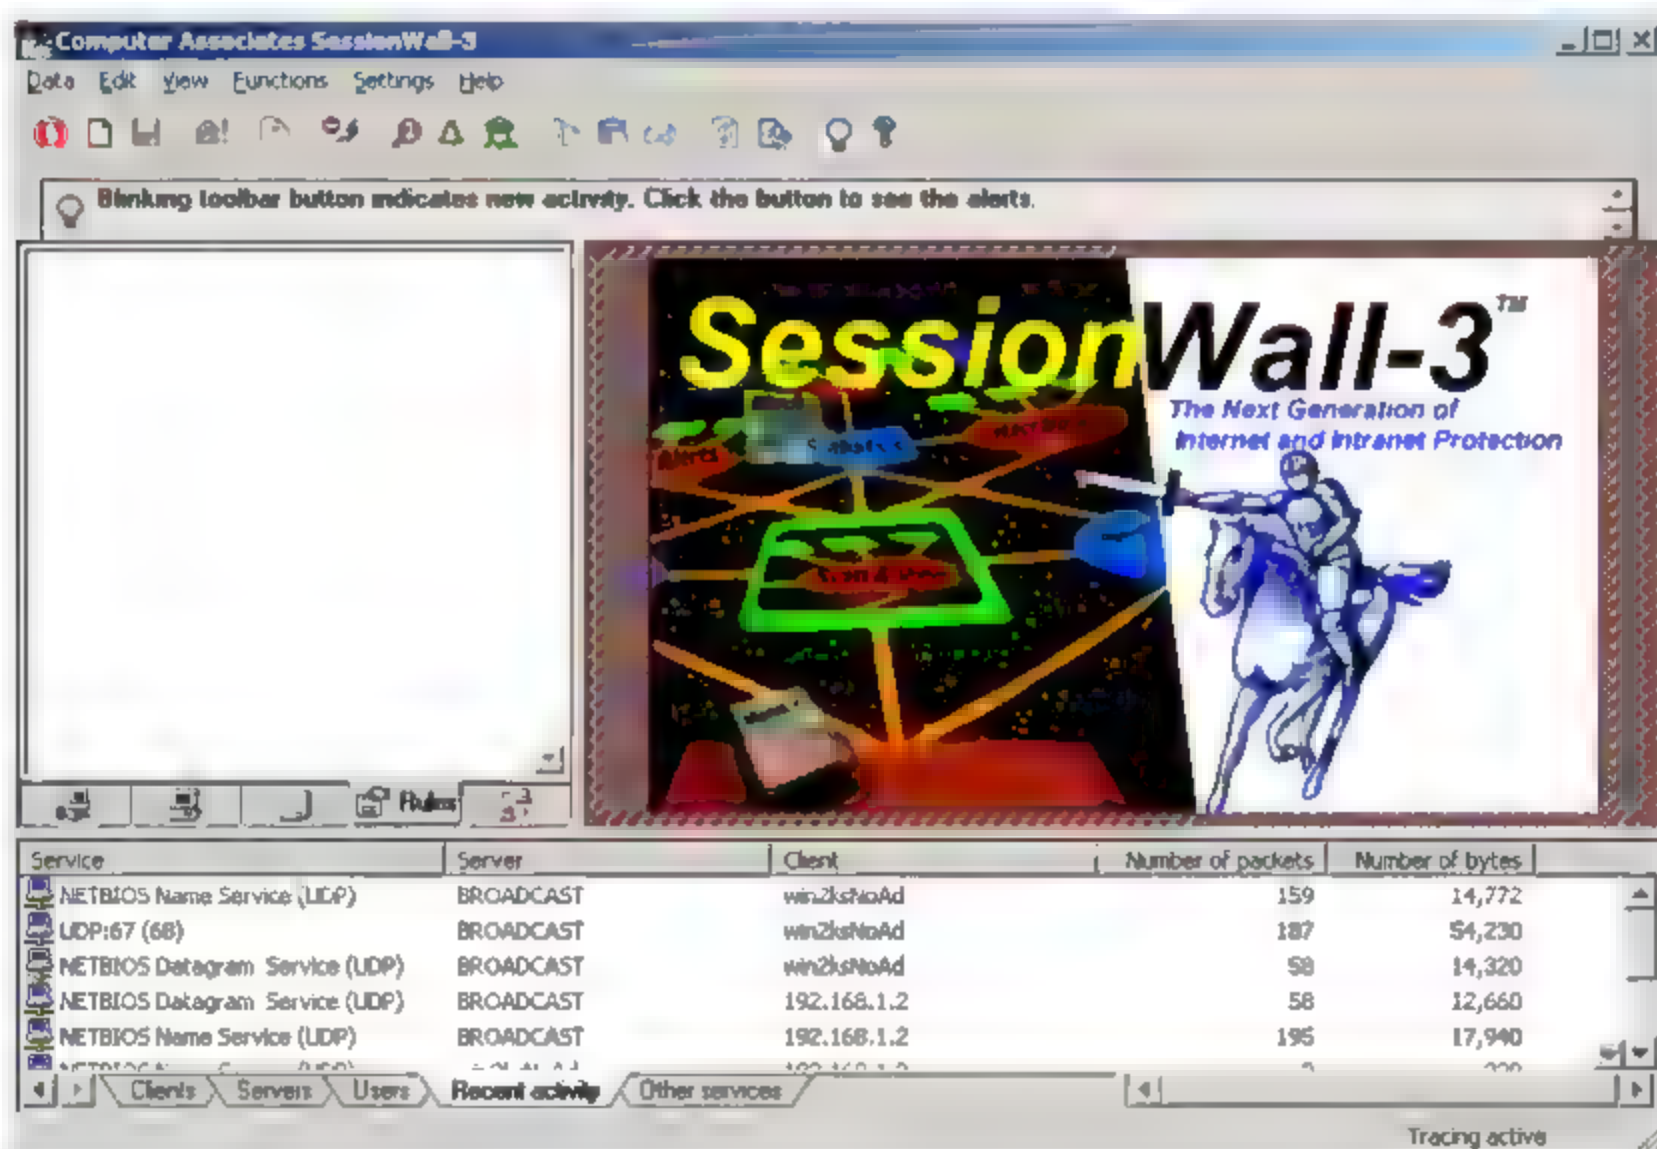 Computer Associates SessionWall-3
Data Edit View Functions Settings Help
Blinking toolbar button indicates new activity. Click the button to see the alerts.
SessionWall-3™
The Next Generation of
Internet and Intranet Protection
Alerts
Rules
Service Server Client Number of packets Number of bytes
NETBIOS Name Service (UDP) BROADCAST win2ksNoAd 159 14,772
UDP:67 (68) BROADCAST win2ksNoAd 187 54,230
NETBIOS Datagram Service (UDP) BROADCAST win2ksNoAd 58 14,320
NETBIOS Datagram Service (UDP) BROADCAST 192.168.1.2 58 12,660
NETBIOS Name Service (UDP) BROADCAST 192.168.1.2 195 17,940
Clients Servers Users Recent activity Other services
Tracing active